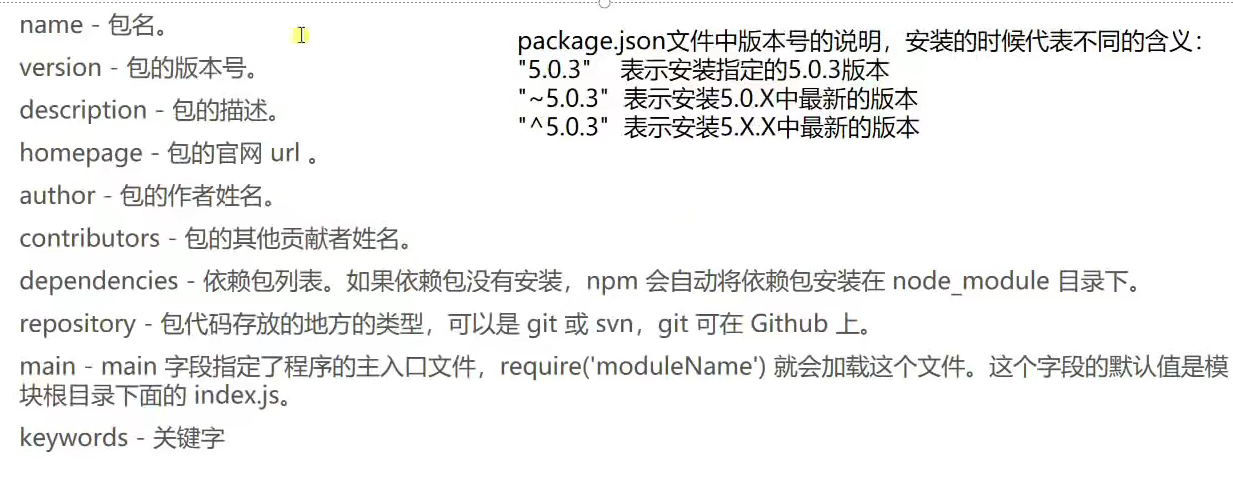 name - 包名。
version - 包的版本号。
description - 包的描述。
homepage - 包的官网 url 。
author - 包的作者姓名。
contributors - 包的其他贡献者姓名。
dependencies - 依赖包列表。如果依赖包没有安装，npm 会自动将依赖包安装在 node_module 目录下。
repository - 包代码存放的地方的类型，可以是 git 或 svn，git 可在 Github 上。
main - main 字段指定了程序的主入口文件，require('moduleName') 就会加载这个文件。这个字段的默认值是模
块根目录下面的 index.js。
keywords - 关键字
package.json文件中版本号的说明，安装的时候代表不同的含义：
"5.0.3" 表示安装指定的5.0.3版本
"~5.0.3" 表示安装5.0.X中最新的版本
"^5.0.3" 表示安装5.X.X中最新的版本